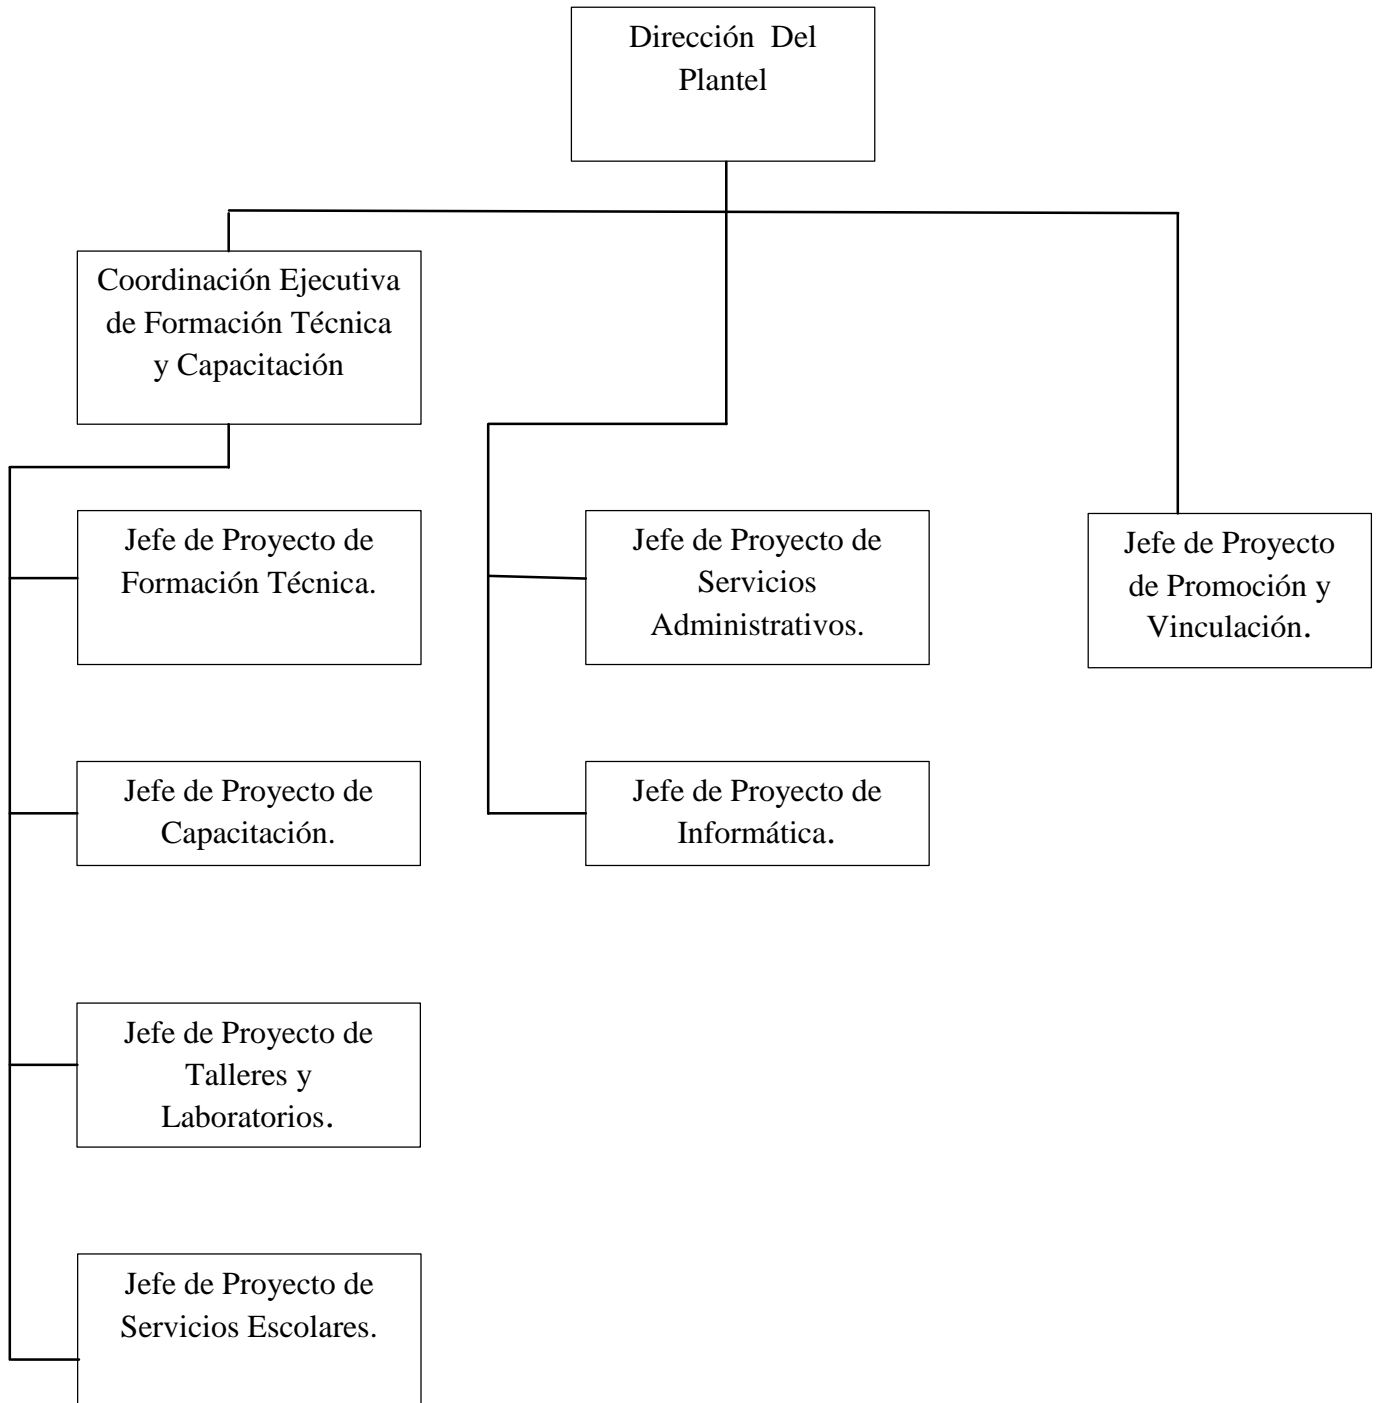 Dirección Del
Plantel
Coordinación Ejecutiva
de Formación Técnica
y Capacitación
Jefe de Proyecto de
Formación Técnica.
Jefe de Proyecto de
Servicios
Administrativos.
Jefe de Proyecto
de Promoción y
Vinculación.
Jefe de Proyecto de
Capacitación.
Jefe de Proyecto de
Informática.
Jefe de Proyecto de
Talleres y
Laboratorios.
Jefe de Proyecto de
Servicios Escolares.